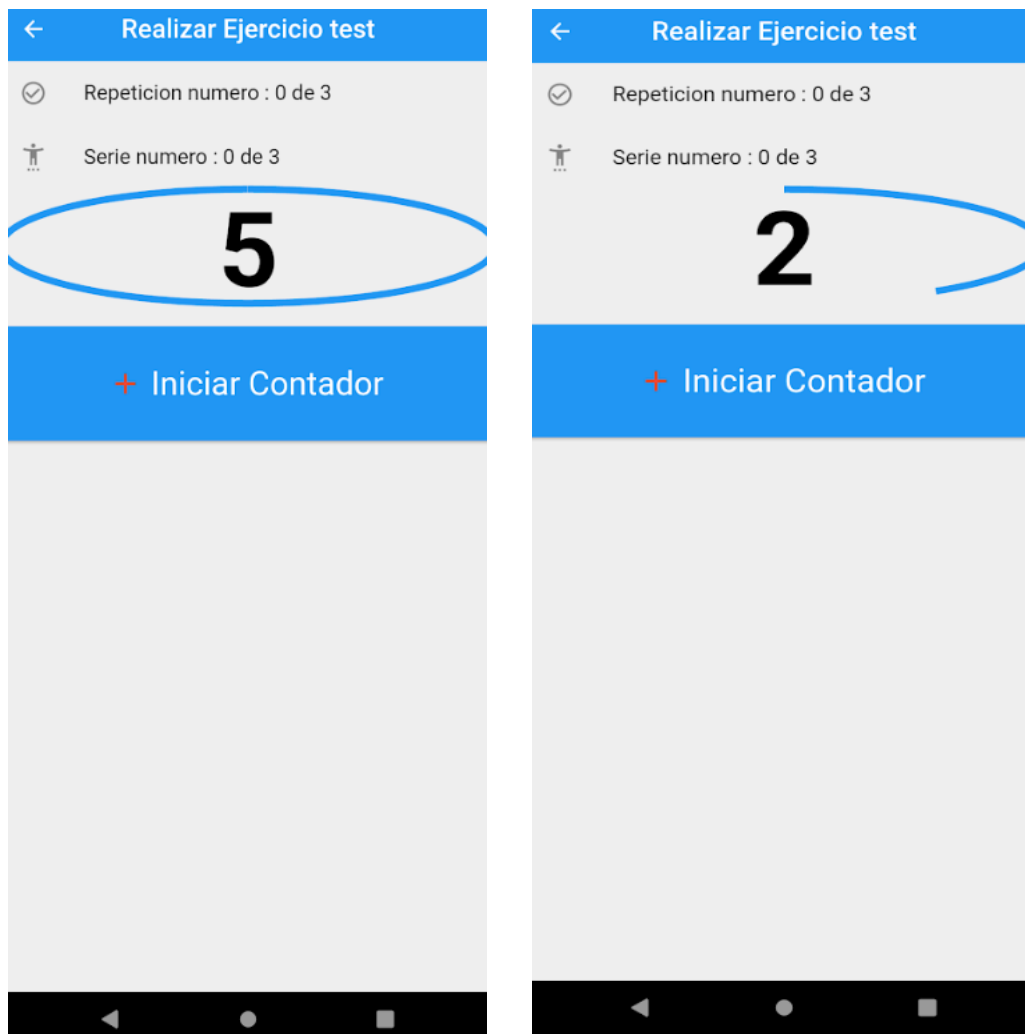 Realizar Ejercicio test
Repeticion numero : 0 de 3
Serie numero : 0 de 3
5
+ Iniciar Contador
Realizar Ejercicio test
Repeticion numero : 0 de 3
Serie numero : 0 de 3
2
+ Iniciar Contador